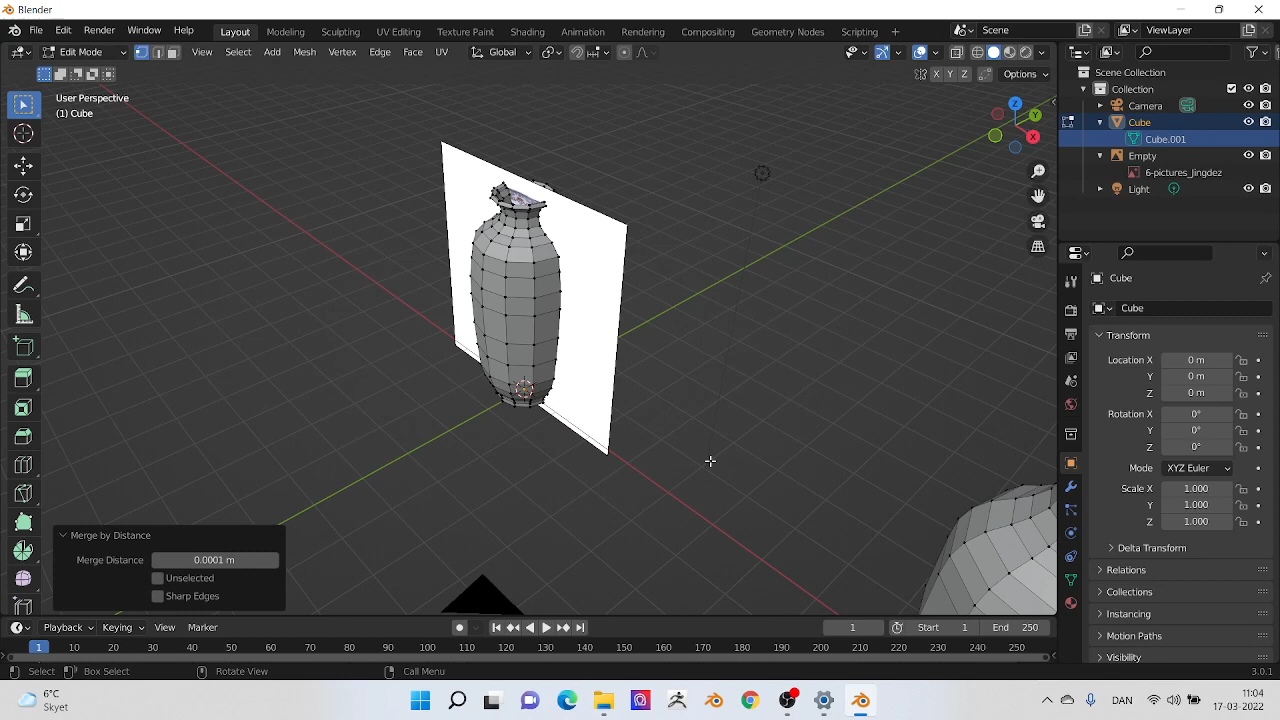 Blender
File Edit Render Window Help Layout Modeling Sculpting UV Editing Texture Paint Shading Animation Rendering Compositing Geometry Nodes Scripting + Scene ViewLayer
Edit Mode View Select Add Mesh Vertex Edge Face UV Global
X Y Z Options
User Perspective
(1) Cube
Z
Y
X
Scene Collection
Collection
Camera
Cube
Cube.001
Empty
6-pictures_lingdez
Light
Cube
Cube
Transform
Location X 0 m
Y 0 m
Z 0 m
Rotation X 0°
Y 0°
Z 0°
Mode XYZ Euler
Scale X 1.000
Y 1.000
Z 1.000
Delta Transform
Relations
Collections
Instancing
Motion Paths
Visibility
Merge by Distance
Merge Distance 0.0001 m
Unselected
Sharp Edges
Playback Keying View Marker 1 Start 1 End 250
1 10 20 30 40 50 60 70 80 90 100 110 120 130 140 150 160 170 180 190 200 210 220 230 240 250
Select Box Select Rotate View Call Menu 3.0.1
6°C
Skyet
DAN
11:04
17-03-2022